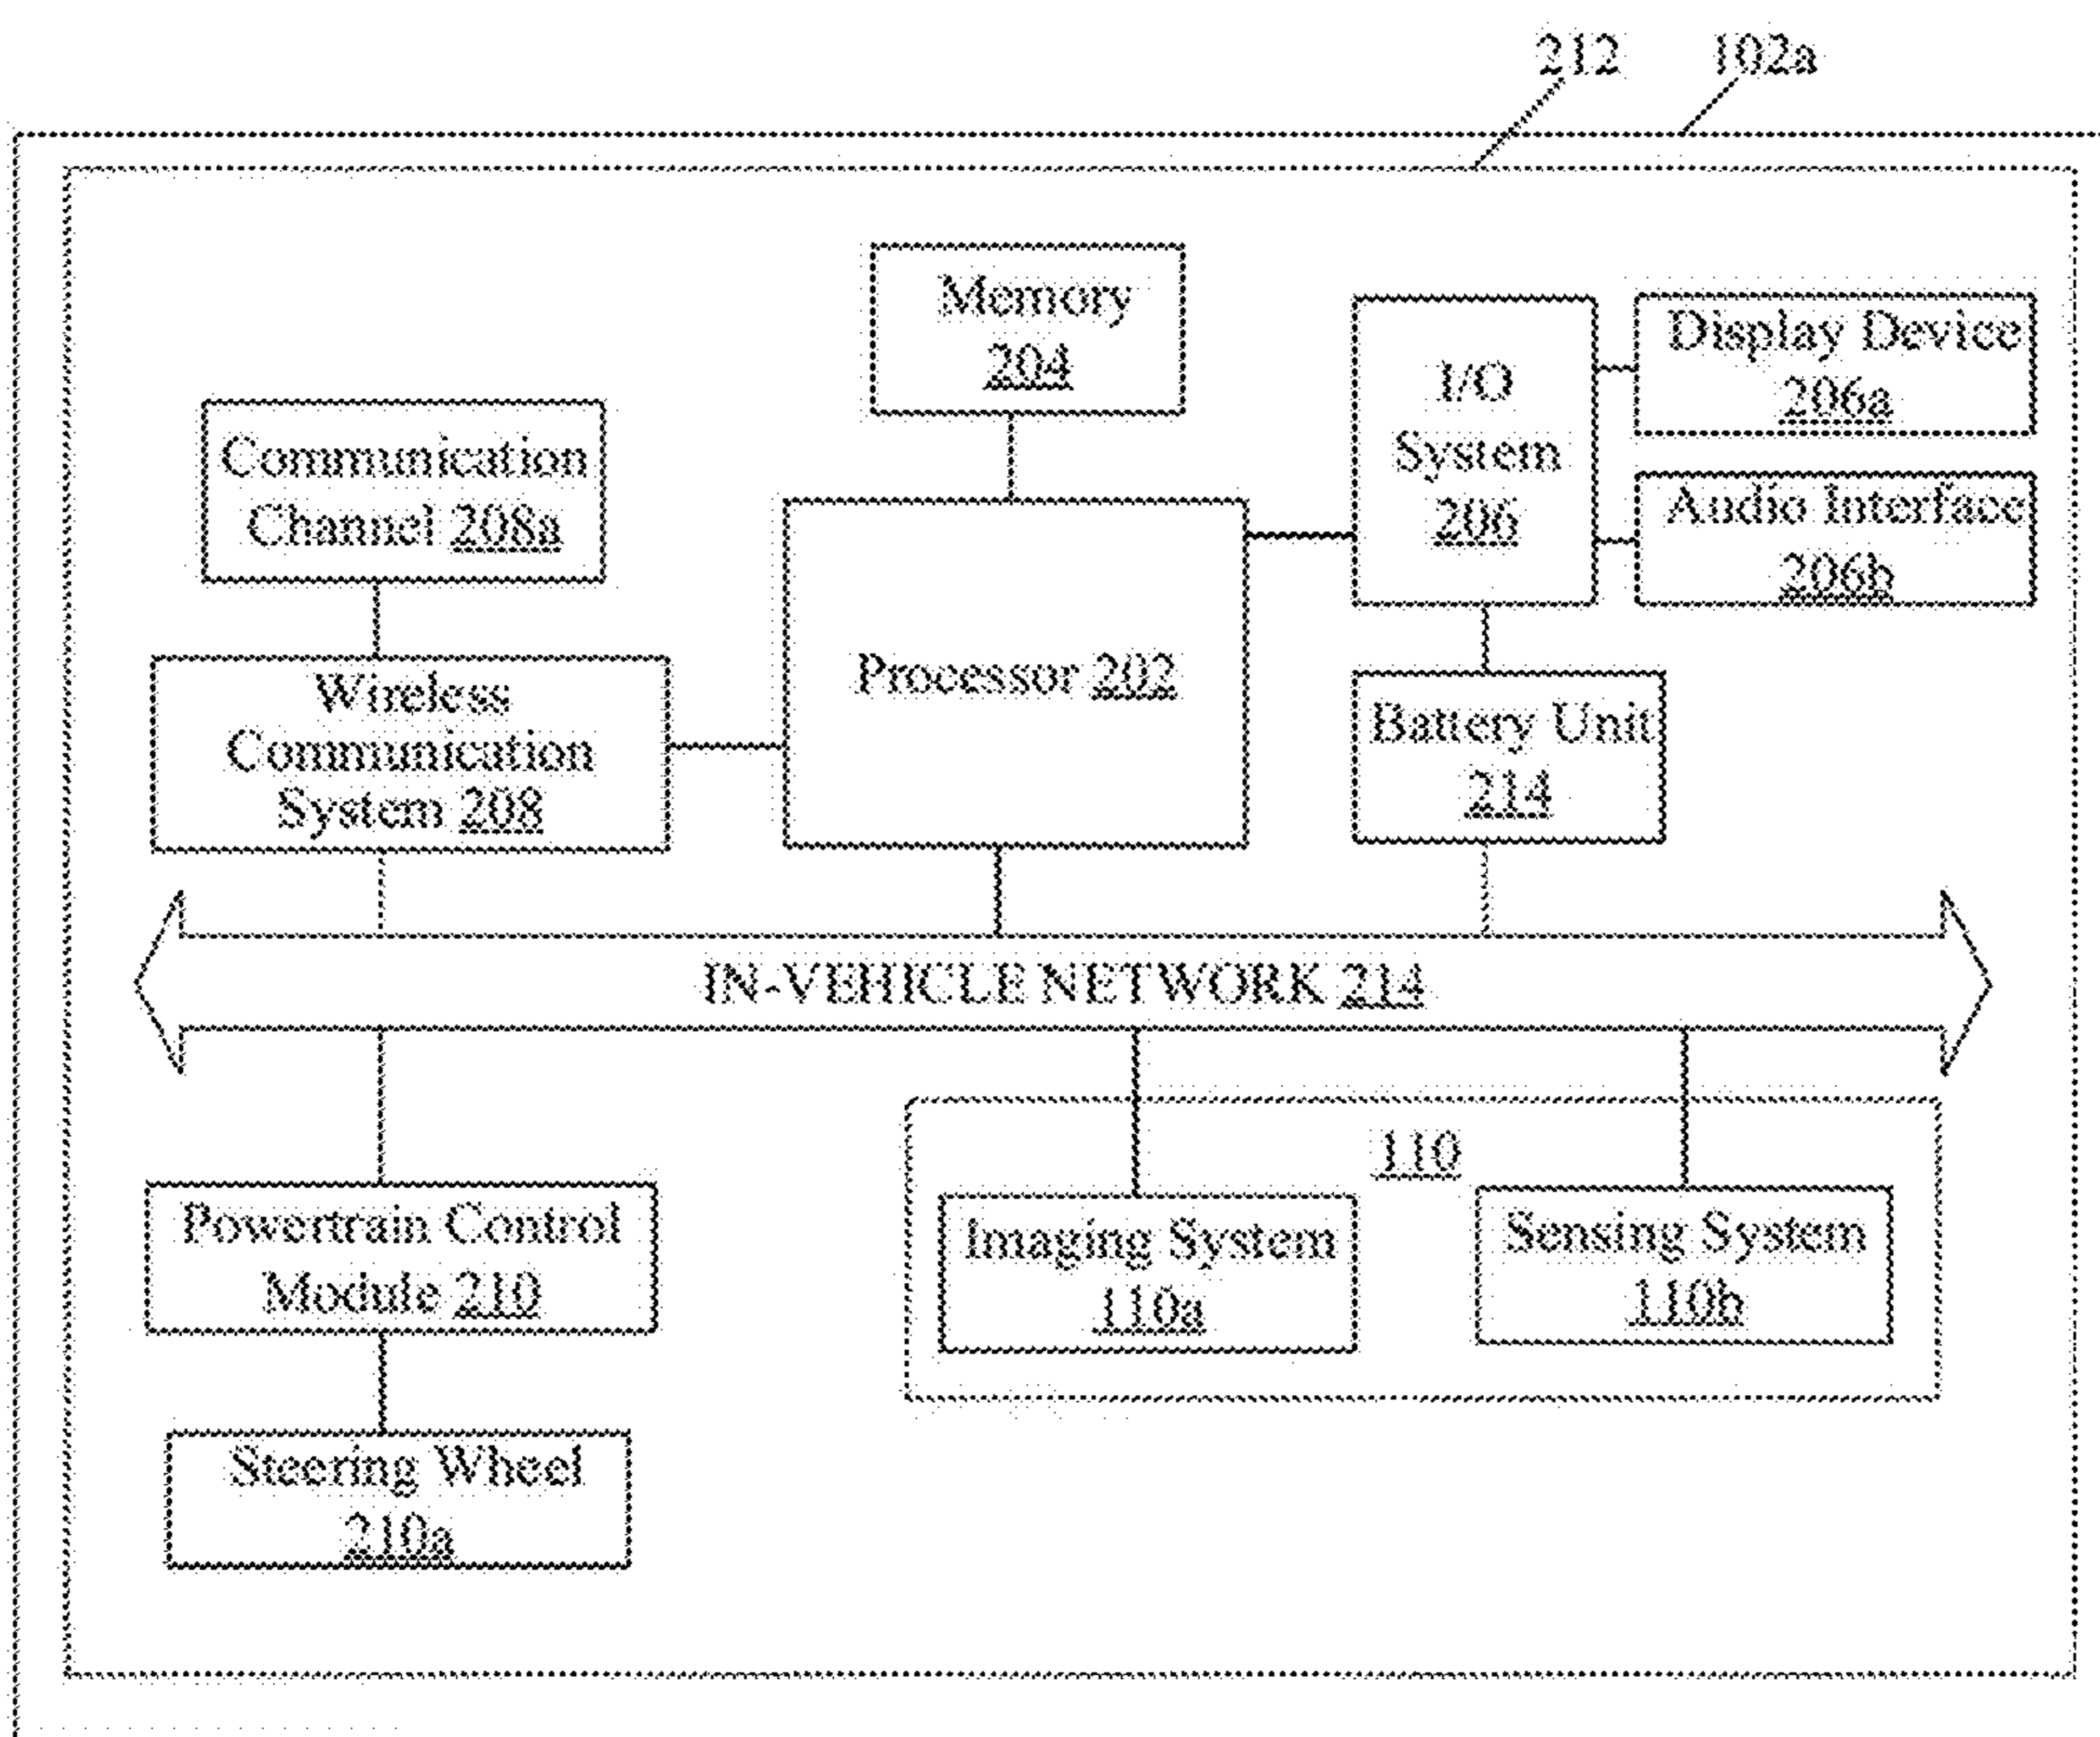 212
102a
Memory
204
Display Device
206a
I/O
System
206
Audio Interface
206b
Communication
Channel 208a
Processor 202
Wireless
Communication
System 208
Battery Unit
214
IN-VEHICLE NETWORK 214
110
Powertrain Control
Module 210
Imaging System
110a
Sensing System
110b
Steering Wheel
210a